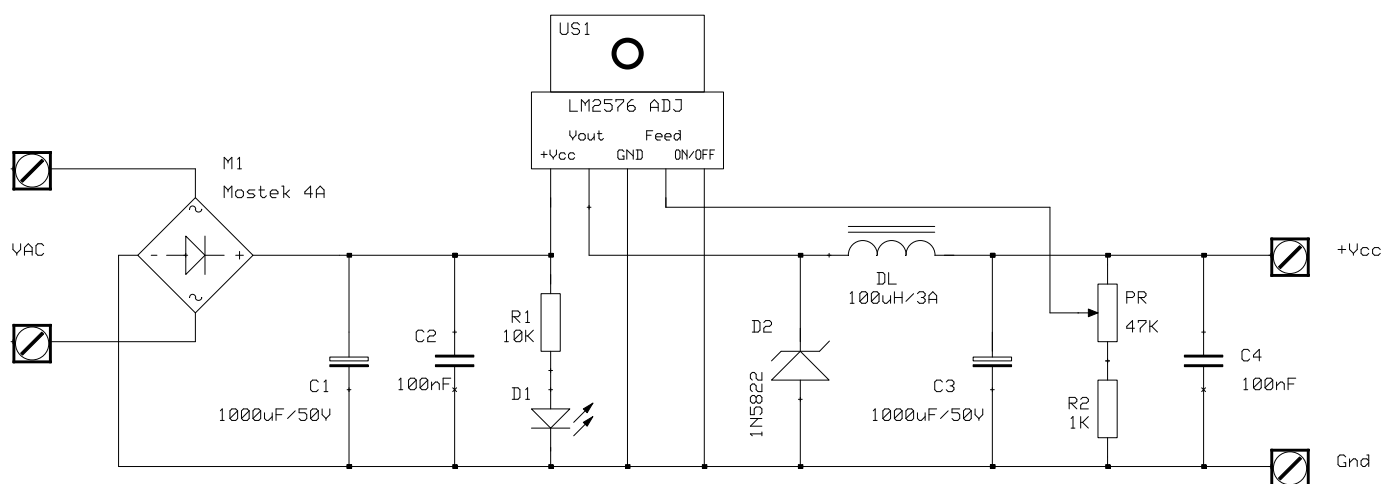 US1
LM2576 ADJ
Vout Feed
+Vcc GND ON/OFF
M1
Mostek 4A
~
- +
~
VAC
+Vcc
DL
100uH/3A
PR
47K
R1
10K
C2
100nF
D2
1N5822
C1
1000uF/50V
D1
C3
1000uF/50V
R2
1K
C4
100nF
Gnd